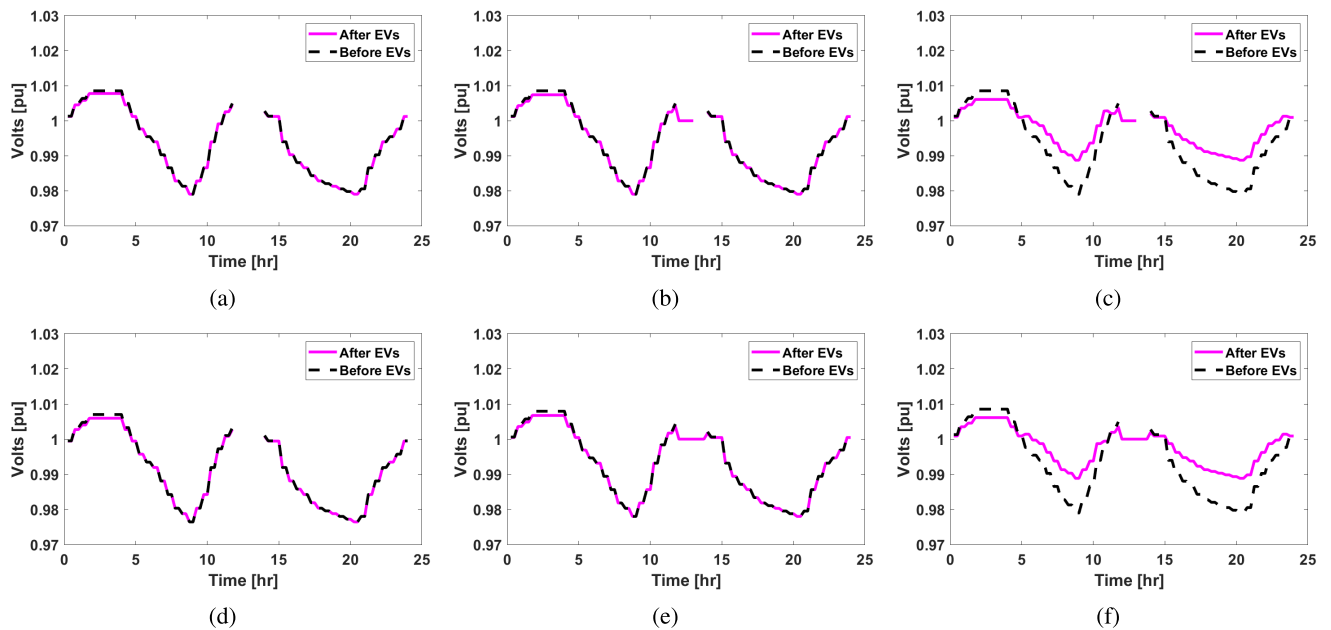 1.03
1.02
1.01
1
0.99
0.98
0.97
Volts [pu]
0 5 10 15 20 25
Time [hr]
After EVs
Before EVs
(a)
1.03
1.02
1.01
1
0.99
0.98
0.97
Volts [pu]
0 5 10 15 20 25
Time [hr]
After EVs
Before EVs
(b)
1.03
1.02
1.01
1
0.99
0.98
0.97
Volts [pu]
0 5 10 15 20 25
Time [hr]
After EVs
Before EVs
(c)
1.03
1.02
1.01
1
0.99
0.98
0.97
Volts [pu]
0 5 10 15 20 25
Time [hr]
After EVs
Before EVs
(d)
1.03
1.02
1.01
1
0.99
0.98
0.97
Volts [pu]
0 5 10 15 20 25
Time [hr]
After EVs
Before EVs
(e)
1.03
1.02
1.01
1
0.99
0.98
0.97
Volts [pu]
0 5 10 15 20 25
Time [hr]
After EVs
Before EVs
(f)